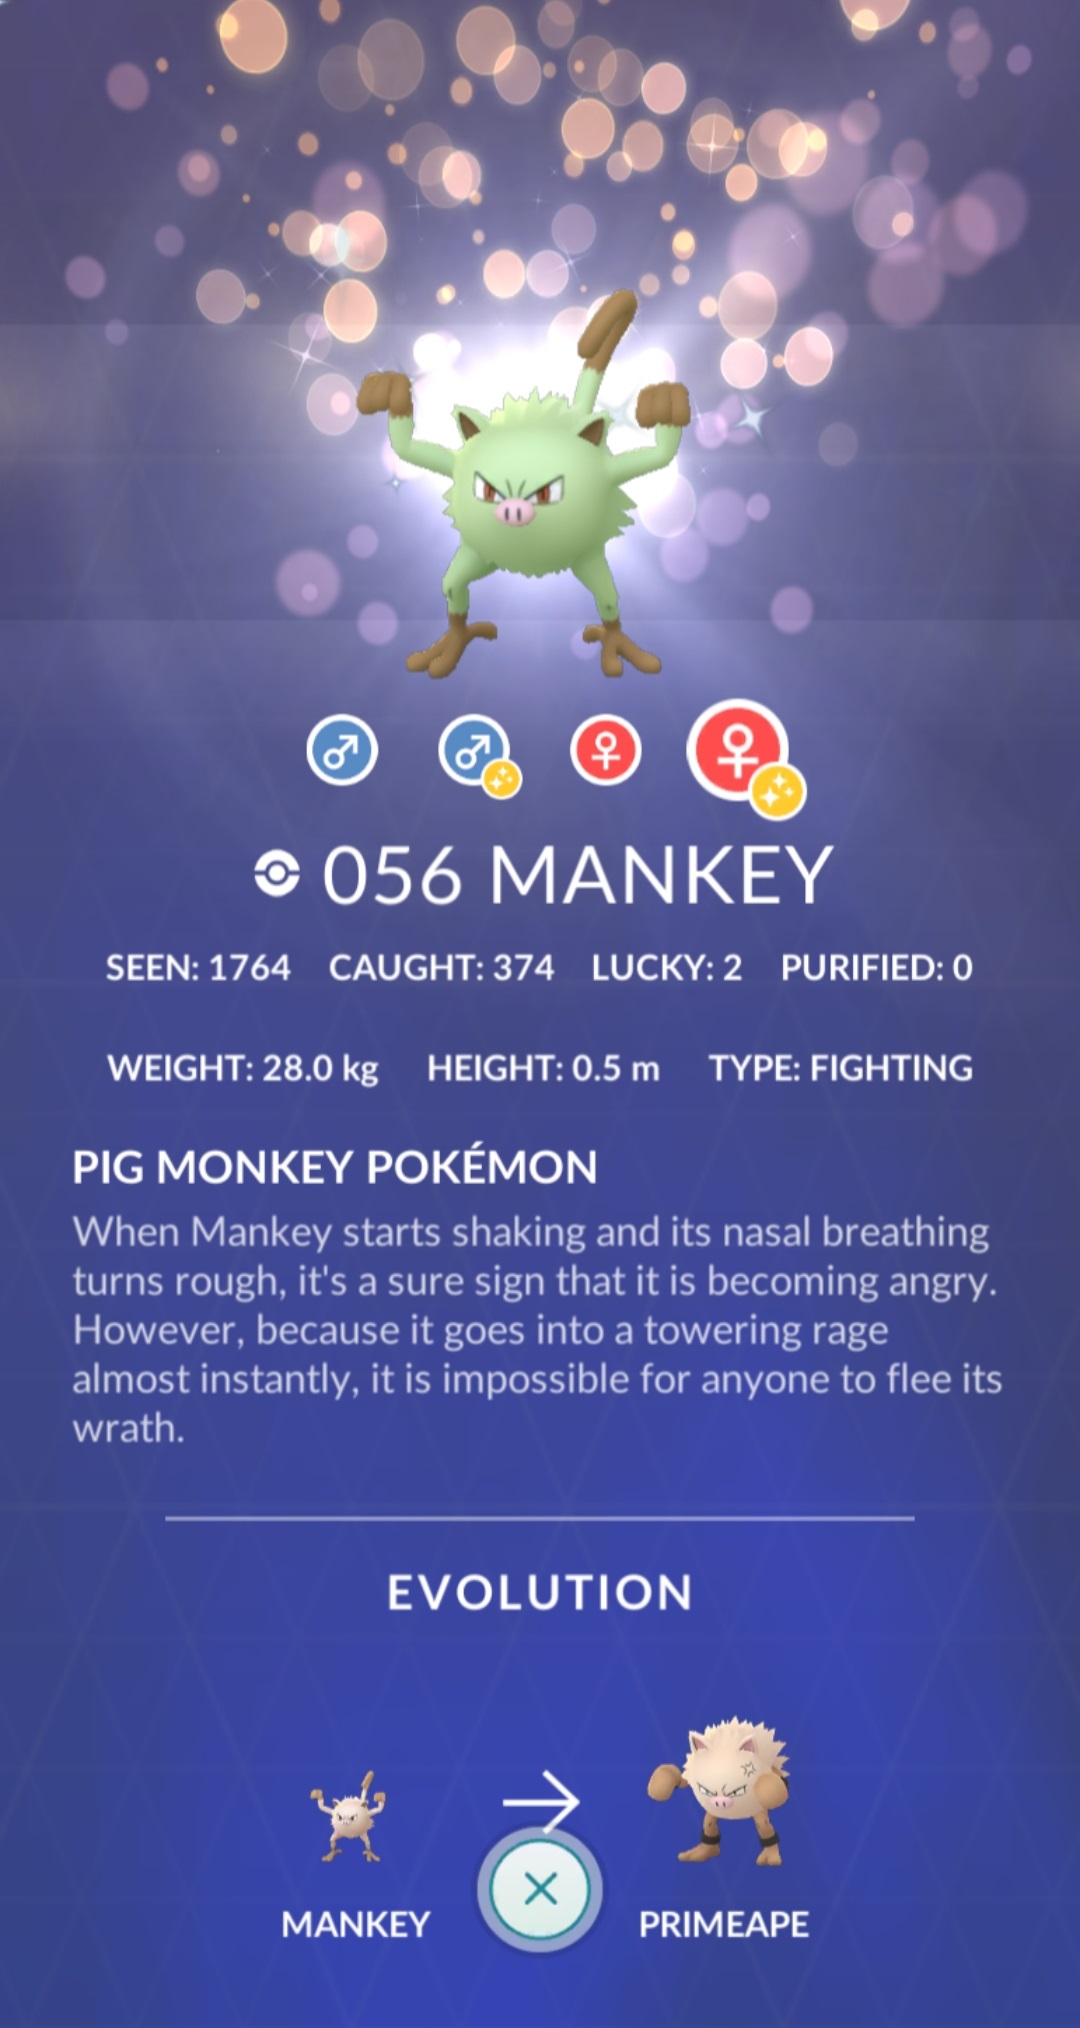 056 MANKEY
SEEN: 1764 CAUGHT: 374 LUCKY: 2 PURIFIED: 0
WEIGHT: 28.0 kg HEIGHT: 0.5 m TYPE: FIGHTING
PIG MONKEY POKÉMON
When Mankey starts shaking and its nasal breathing
turns rough, it's a sure sign that it is becoming angry.
However, because it goes into a towering rage
almost instantly, it is impossible for anyone to flee its
wrath.
EVOLUTION
MANKEY PRIMEAPE